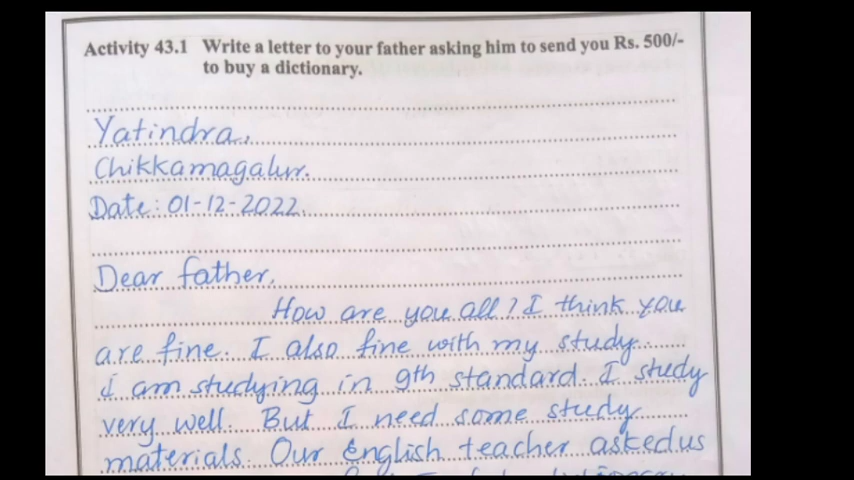 Activity 43.1 Write a letter to your father asking him to send you Rs. 500/-
to buy a dictionary.
Yatindra,
Chikkamagalur.
Date: 01-12-2022.
Dear father,
How are you all? I think you
are fine. I also fine with my study.
I am studying in 9th standard. I study
very well. But I need some study
materials. Our English teacher asked us